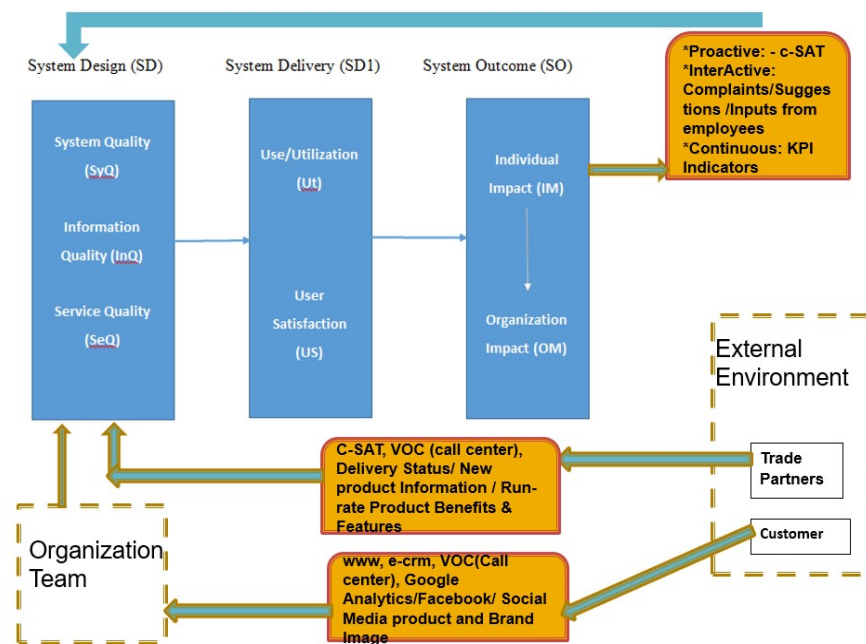 System Design (SD)
System Delivery (SD1)
System Outcome (SO)
*Proactive: - c-SAT
*InterActive:
Complaints/Sugges
tions /Inputs from
employees
*Continuous: KPI
Indicators
System Quality
(SyQ)
Information
Quality (InQ)
Service Quality
(SeQ)
Use/Utilization
(Ut)
User
Satisfaction
(US)
Individual
Impact (IM)
Organization
Impact (OM)
External
Environment
Trade
Partners
Customer
C-SAT, VOC (call center),
Delivery Status/ New
product Information / Run-
rate Product Benefits &
Features
Organization
Team
www, e-crm, VOC(Call
center), Google
Analytics/Facebook/ Social
Media product and Brand
Image